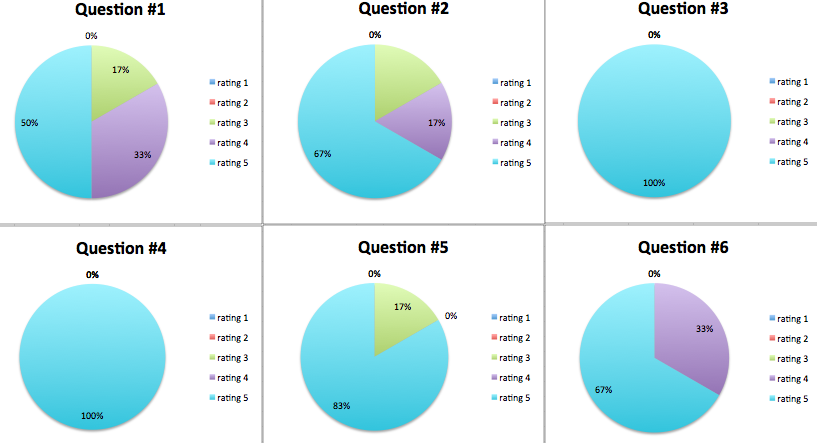 Question #1
0%
17%
50%
33%
rating 1
rating 2
rating 3
rating 4
rating 5
Question #2
0%
17%
67%
rating 1
rating 2
rating 3
rating 4
rating 5
Question #3
0%
100%
rating 1
rating 2
rating 3
rating 4
rating 5
Question #4
0%
100%
rating 1
rating 2
rating 3
rating 4
rating 5
Question #5
0%
17%
0%
83%
rating 1
rating 2
rating 3
rating 4
rating 5
Question #6
0%
33%
67%
rating 1
rating 2
rating 3
rating 4
rating 5